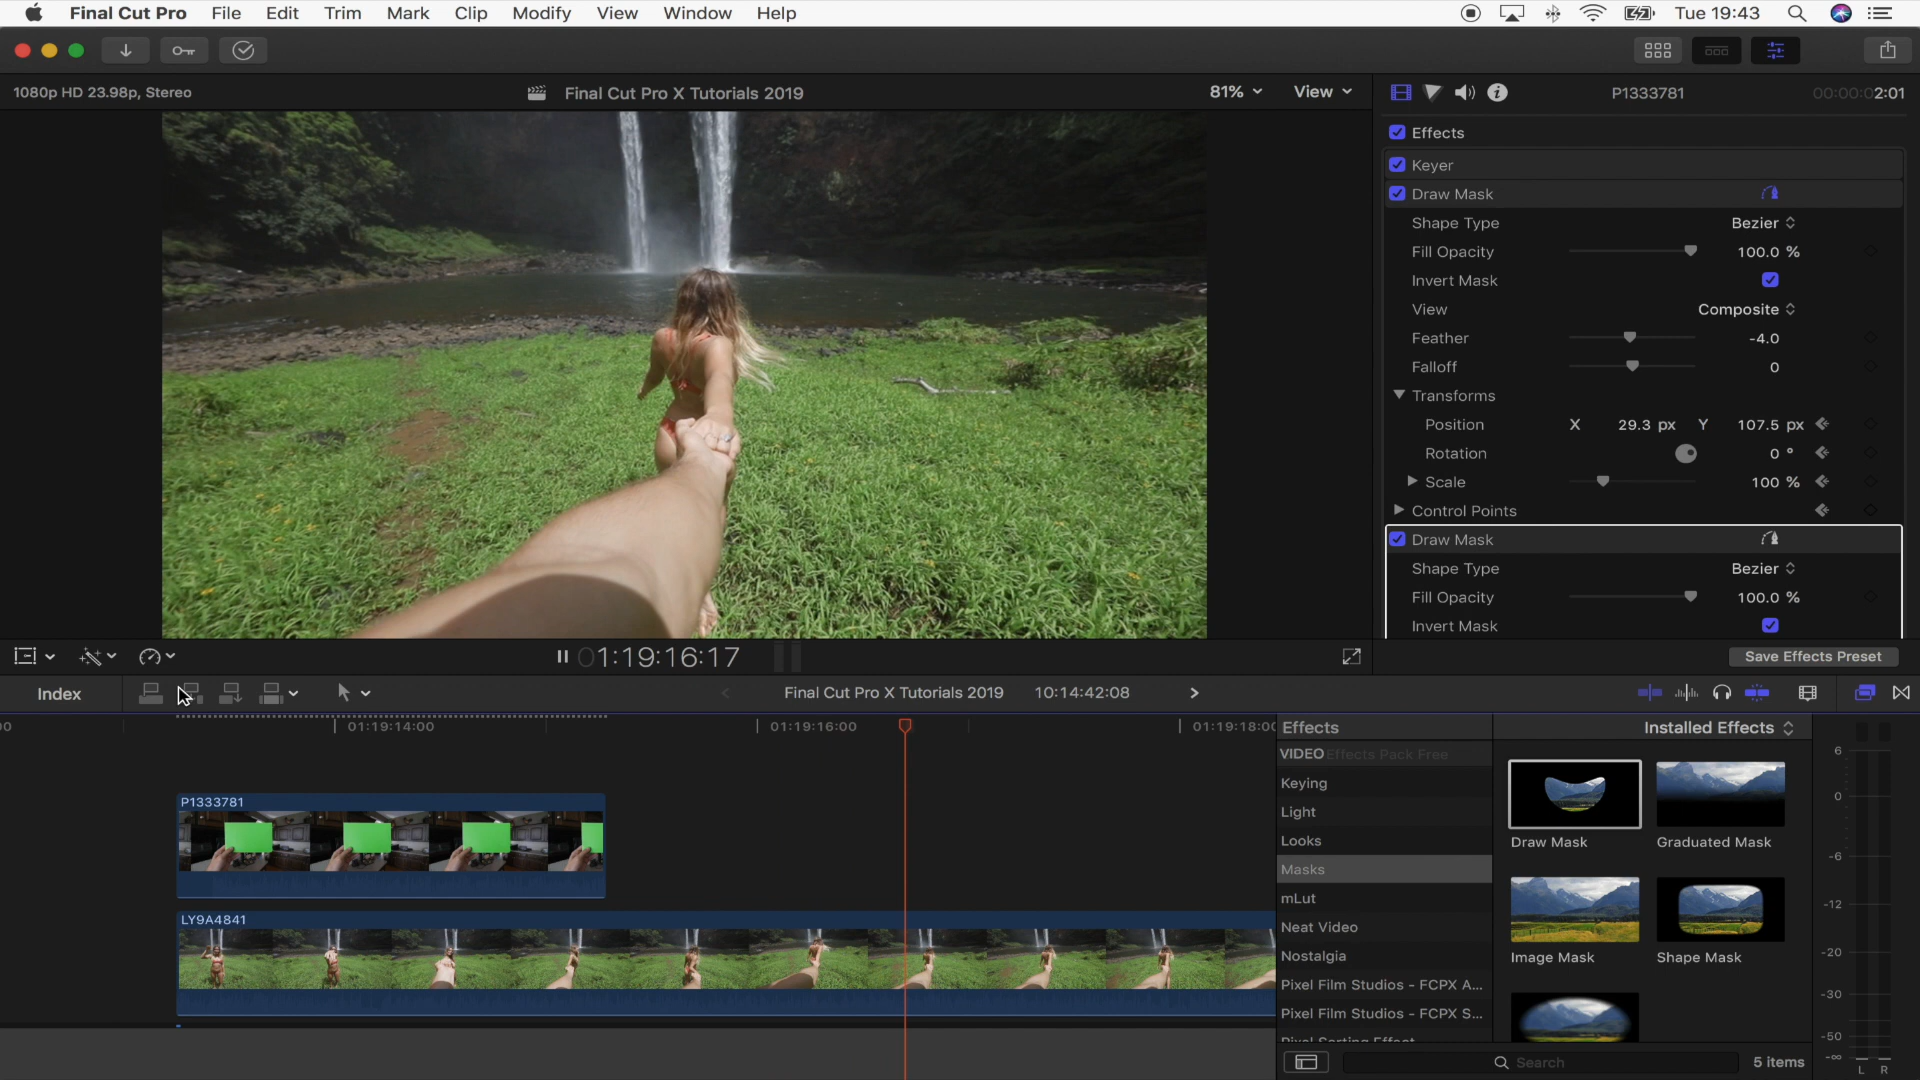 Final Cut Pro File Edit Trim Mark Clip Modify View Window Help Tue 19:43
1080p HD 23.98p, Stereo
Final Cut Pro X Tutorials 2019
81% View
P1333781
00:00:02:01
Effects
Keyer
Draw Mask
Shape Type Bezier
Fill Opacity 100.0 %
Invert Mask
View Composite
Feather -4.0
Falloff 0
Transforms
Position X 29.3 px Y 107.5 px
Rotation 0 °
Scale 100 %
Control Points
Draw Mask
Shape Type Bezier
Fill Opacity 100.0 %
Invert Mask
01:19:16:17
Save Effects Preset
Index
Final Cut Pro X Tutorials 2019 10:14:42:08
01:19:14:00 01:19:16:00 01:19:18:00
P1333781
LY9A4841
Effects
Installed Effects
VIDEO Effects Pack Free
Keying
Light
Looks
Masks
mLut
Neat Video
Nostalgia
Pixel Film Studios - FCPX A...
Pixel Film Studios - FCPX S...
Draw Mask
Graduated Mask
Image Mask
Shape Mask
Search
5 items
6
0
-6
-12
-20
-30
-50
-∞
L R